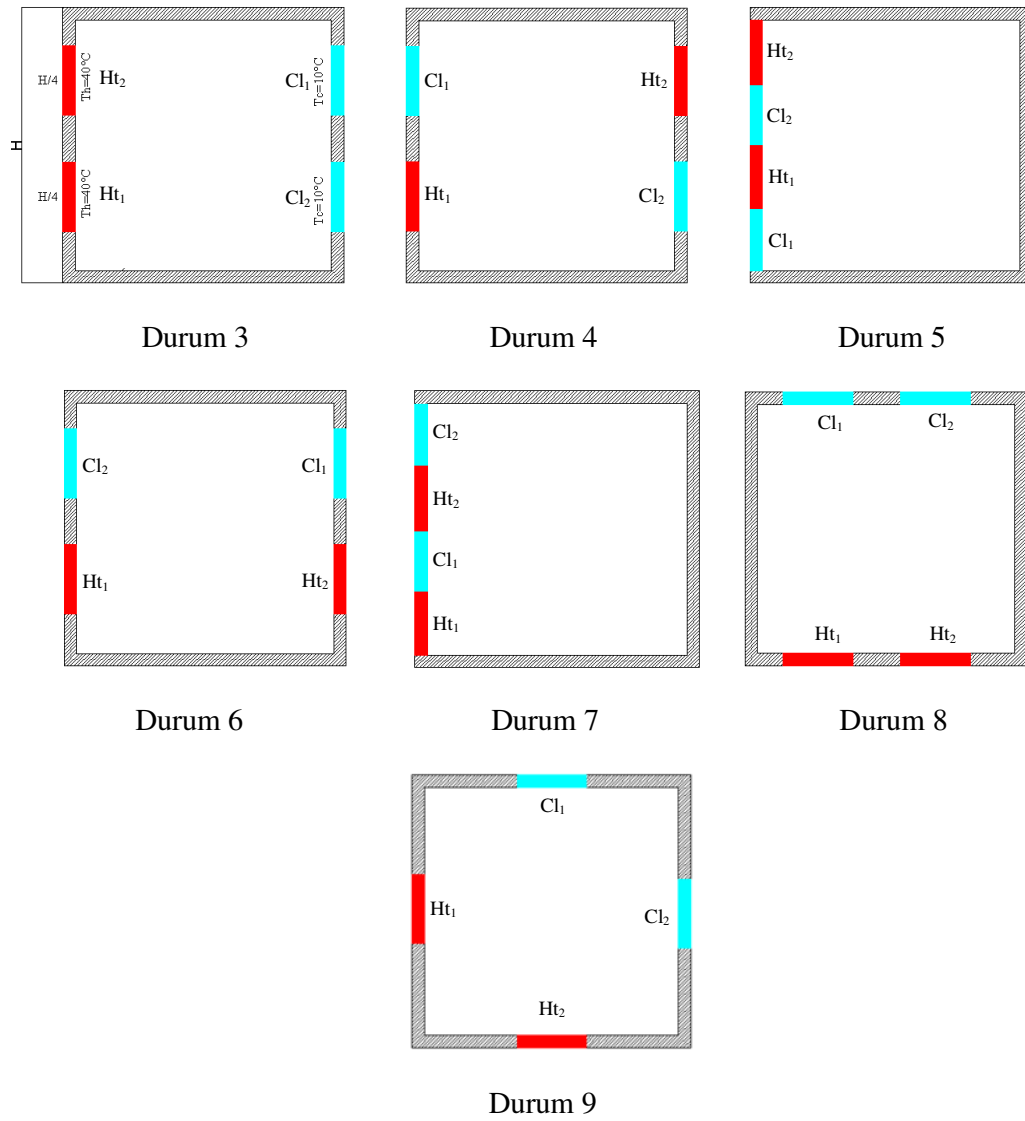 H
H/4
Th=40°C
Ht2
Cl1
Tc=10°C
H/4
Th=40°C
Ht1
Cl2
Tc=10°C
Durum 3
Cl1
Ht2
Ht1
Cl2
Durum 4
Ht2
Cl2
Ht1
Cl1
Durum 5
Cl2
Cl1
Ht1
Ht2
Durum 6
Cl2
Ht2
Cl1
Ht1
Durum 7
Cl1 Cl2
Ht1 Ht2
Durum 8
Cl1
Ht1
Cl2
Ht2
Durum 9